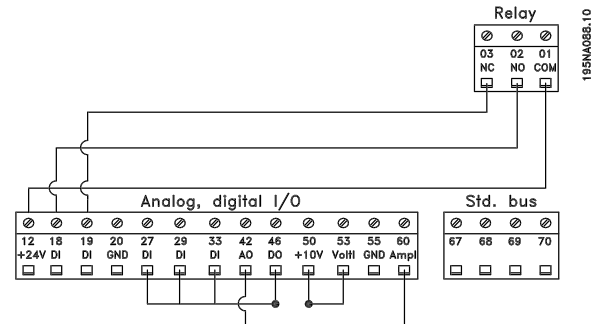 Relay
195NA088.10
03 02 01
NC NO COM
Analog, digital I/O
Std. bus
12 18 19 20 27 29 33 42 46 50 53 55 60
+24V DI DI GND DI DI DI AO DO +10V VoltI GND AmpI
67 68 69 70